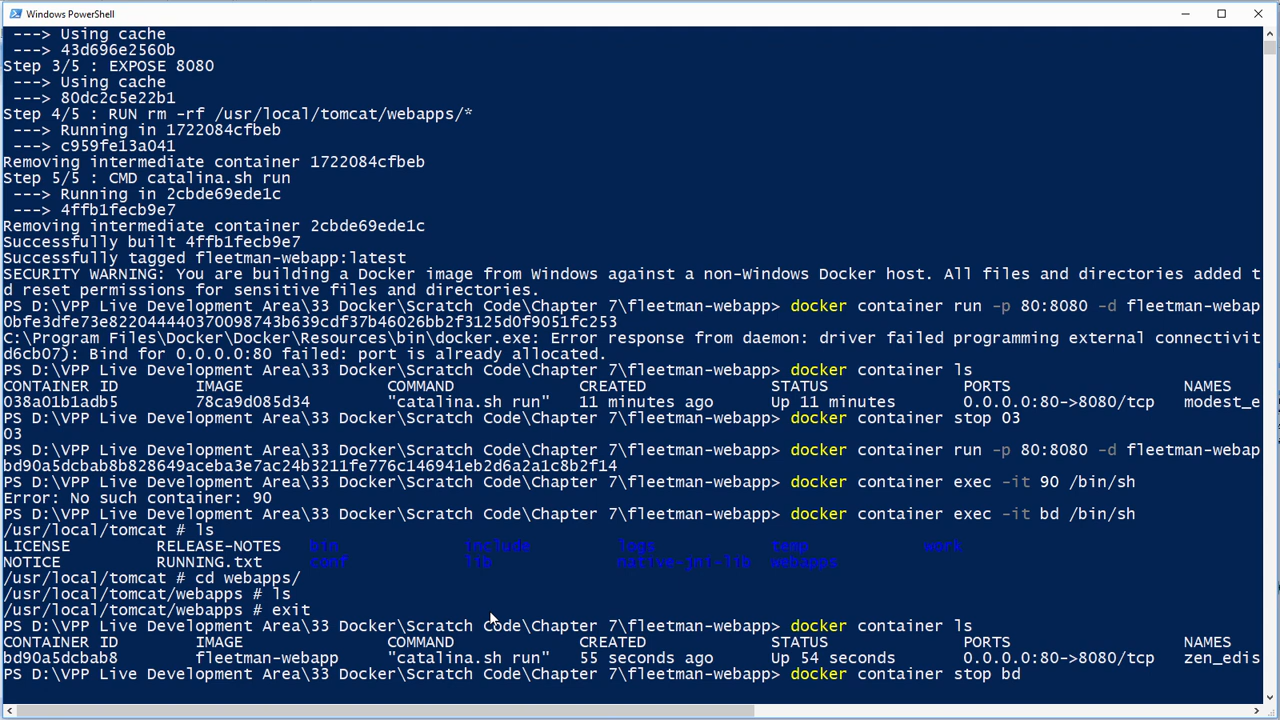 Windows PowerShell
---> Using cache
---> 43d696e2560b
Step 3/5 : EXPOSE 8080
---> Using cache
---> 80dc2c5e22b1
Step 4/5 : RUN rm -rf /usr/local/tomcat/webapps/*
---> Running in 1722084cfbeb
---> c959fe13a041
Removing intermediate container 1722084cfbeb
Step 5/5 : CMD catalina.sh run
---> Running in 2cbde69ede1c
---> 4ffb1fecb9e7
Removing intermediate container 2cbde69ede1c
Successfully built 4ffb1fecb9e7
Successfully tagged fleetman-webapp:latest
SECURITY WARNING: You are building a Docker image from Windows against a non-Windows Docker host. All files and directories added t
d reset permissions for sensitive files and directories.
PS D:\VPP Live Development Area\33 Docker\Scratch Code\Chapter 7\fleetman-webapp> docker container run -p 80:8080 -d fleetman-webap
0bfe3dfe73e822044440370098743b639cdf37b46026bb2f3125d0f9051fc253
C:\Program Files\Docker\Docker\Resources\bin\docker.exe: Error response from daemon: driver failed programming external connectivit
d6cb07): Bind for 0.0.0.0:80 failed: port is already allocated.
PS D:\VPP Live Development Area\33 Docker\Scratch Code\Chapter 7\fleetman-webapp> docker container ls
CONTAINER ID IMAGE COMMAND CREATED STATUS PORTS NAMES
038a01b1adb5 78ca9d085d34 "catalina.sh run" 11 minutes ago Up 11 minutes 0.0.0.0:80->8080/tcp modest_e
PS D:\VPP Live Development Area\33 Docker\Scratch Code\Chapter 7\fleetman-webapp> docker container stop 03
03
PS D:\VPP Live Development Area\33 Docker\Scratch Code\Chapter 7\fleetman-webapp> docker container run -p 80:8080 -d fleetman-webap
bd90a5dcbab8b828649aceba3e7ac24b3211fe776c146941eb2d6a2a1c8b2f14
PS D:\VPP Live Development Area\33 Docker\Scratch Code\Chapter 7\fleetman-webapp> docker container exec -it 90 /bin/sh
Error: No such container: 90
PS D:\VPP Live Development Area\33 Docker\Scratch Code\Chapter 7\fleetman-webapp> docker container exec -it bd /bin/sh
/usr/local/tomcat # ls
LICENSE RELEASE-NOTES bin include logs temp work
NOTICE RUNNING.txt conf lib native-jni-lib webapps
/usr/local/tomcat # cd webapps/
/usr/local/tomcat/webapps # ls
/usr/local/tomcat/webapps # exit
PS D:\VPP Live Development Area\33 Docker\Scratch Code\Chapter 7\fleetman-webapp> docker container ls
CONTAINER ID IMAGE COMMAND CREATED STATUS PORTS NAMES
bd90a5dcbab8 fleetman-webapp "catalina.sh run" 55 seconds ago Up 54 seconds 0.0.0.0:80->8080/tcp zen_edis
PS D:\VPP Live Development Area\33 Docker\Scratch Code\Chapter 7\fleetman-webapp> docker container stop bd